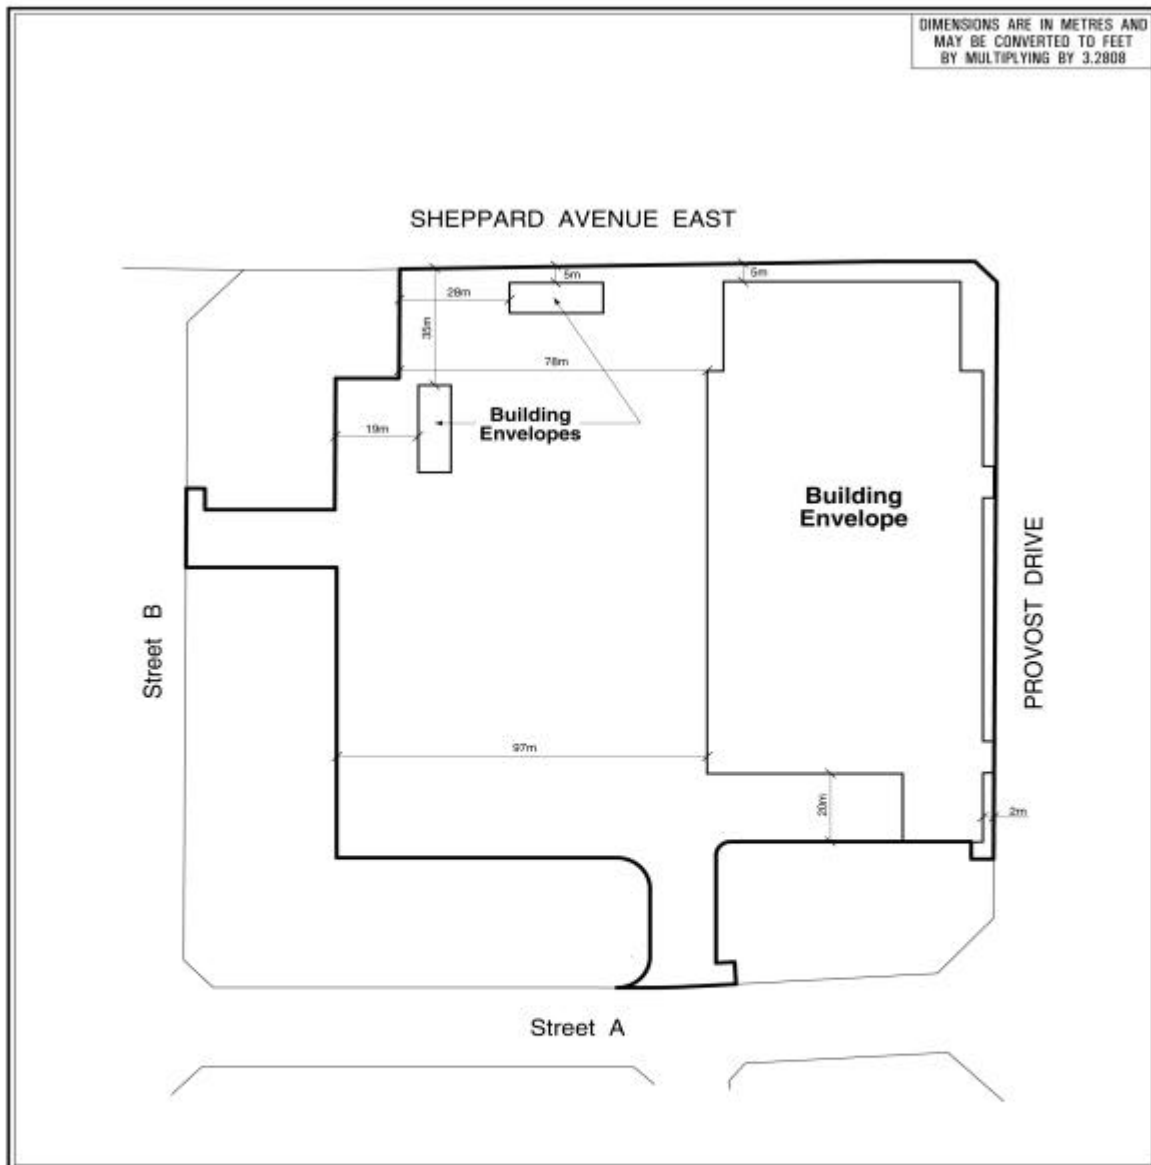 DIMENSIONS ARE IN METRES AND
MAY BE CONVERTED TO FEET
BY MULTIPLYING BY 3.2808
SHEPPARD AVENUE EAST
5m
5m
28m
35m
78m
Building
Envelopes
19m
Building
Envelope
PROVOST DRIVE
Street B
97m
20m
2m
Street A